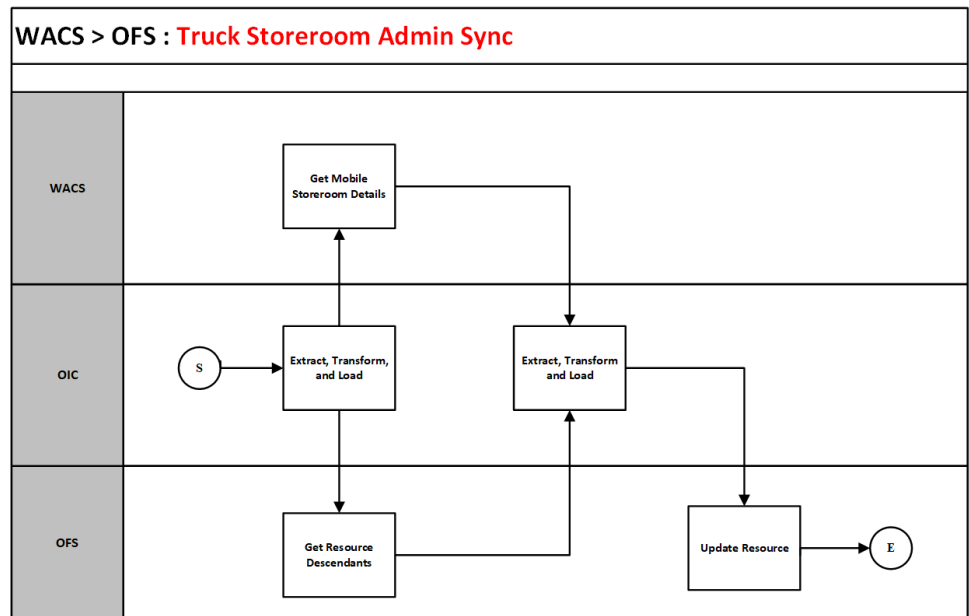 WACS > OFS : Truck Storeroom Admin Sync
WACS
Get Mobile
Storeroom Details
OIC
S
Extract, Transform,
and Load
Extract, Transform
and Load
OFS
Get Resource
Descendants
Update Resource
E